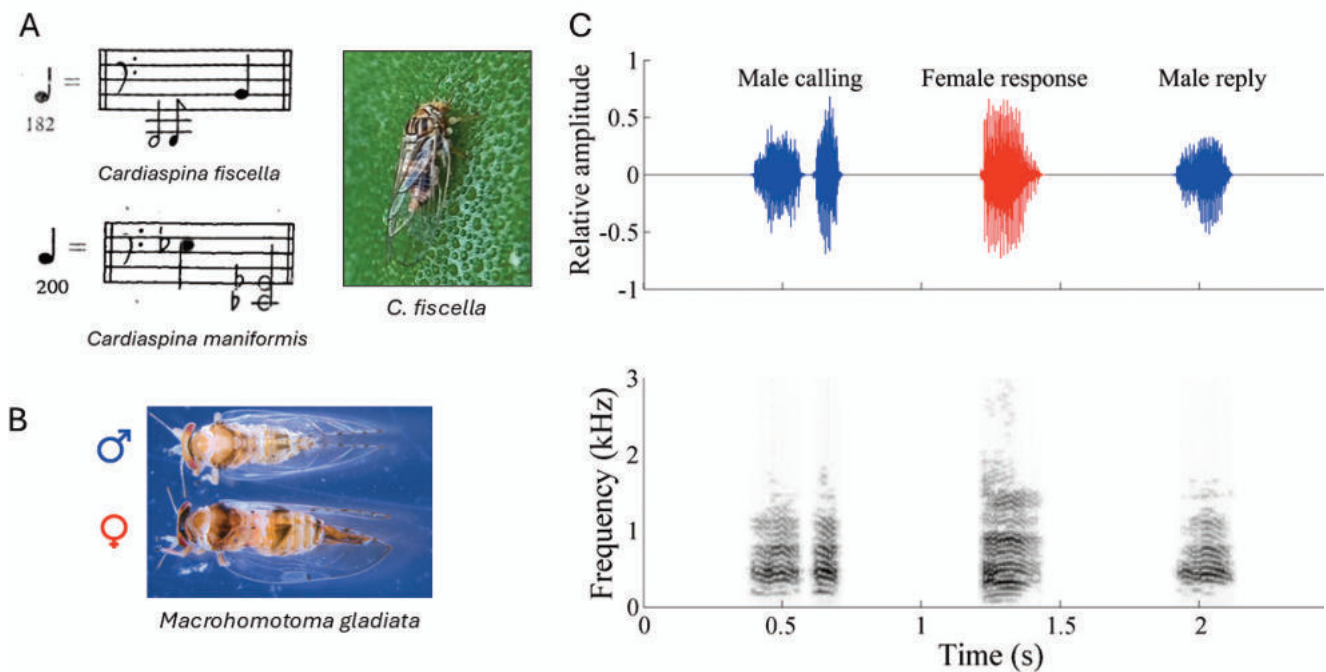 A
=
182
Cardiaspina fiscella
=
200
Cardiaspina maniformis
C. fiscella
B
♂
♀
Macrohomotoma gladiata
C
Relative amplitude
1
0.5
0
-0.5
-1
Male calling
Female response
Male reply
Frequency (kHz)
3
2
1
0
0
0.5
1
1.5
2
Time (s)